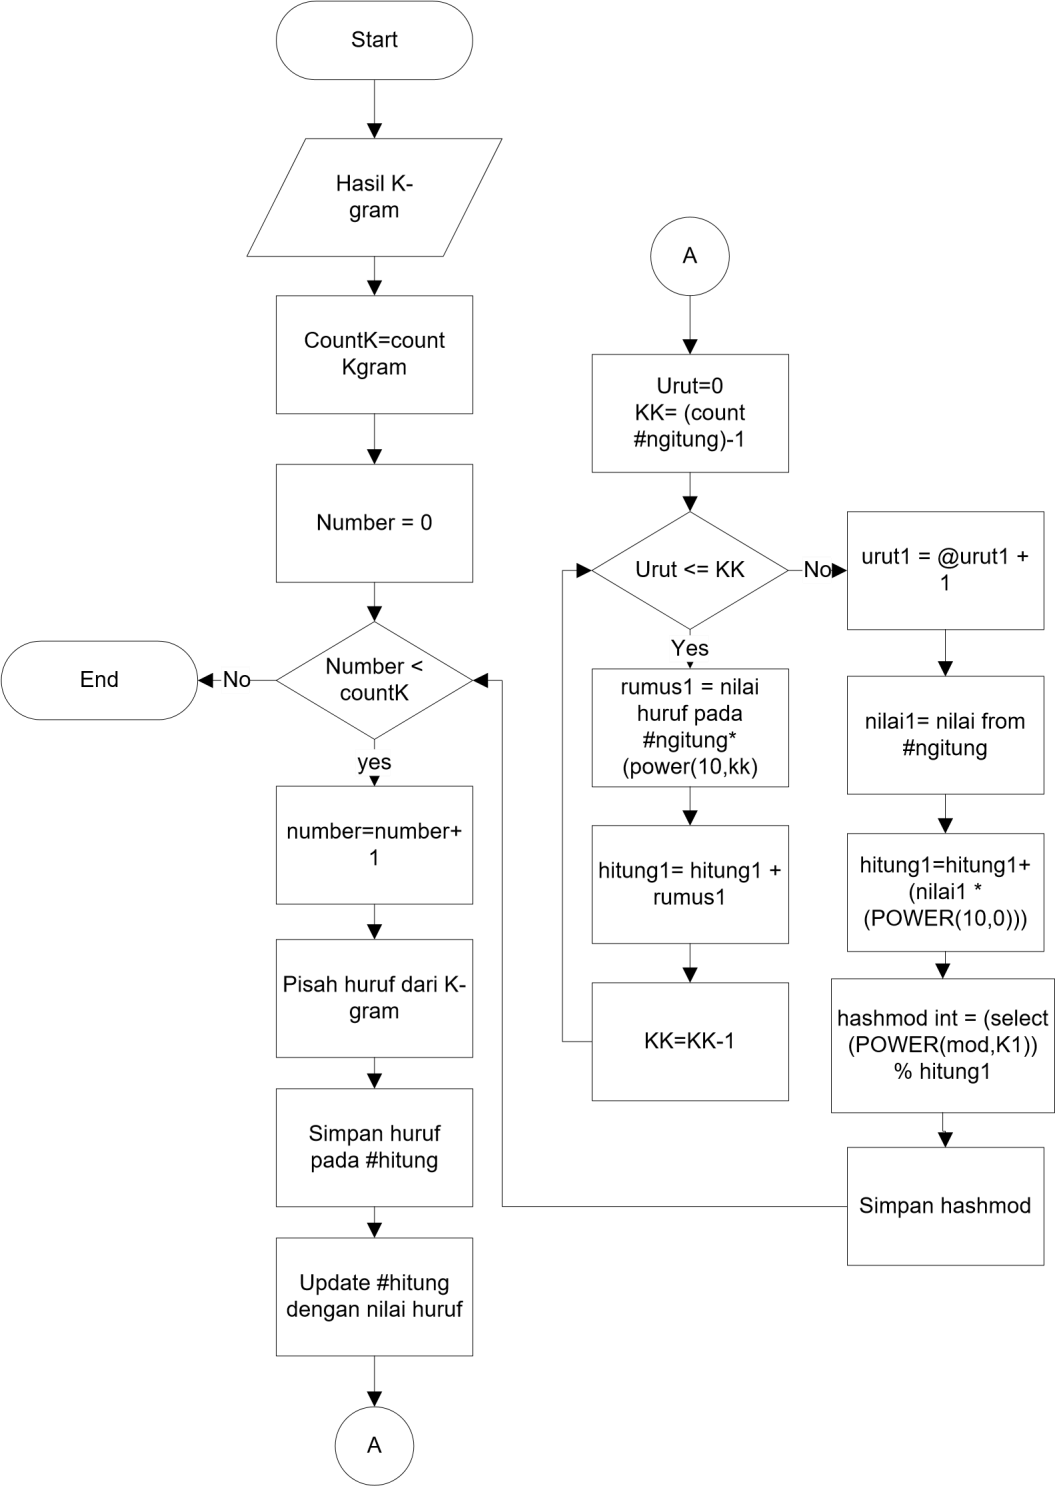 Start
Hasil K-
gram
CountK=count
Kgram
Number = 0
Number <
countK
No
End
yes
number=number+
1
Pisah huruf dari K-
gram
Simpan huruf
pada #hitung
Update #hitung
dengan nilai huruf
A
A
Urut=0
KK= (count
#ngitung)-1
Urut <= KK
No
Yes
rumus1 = nilai
huruf pada
#ngitung*
(power(10,kk)
hitung1= hitung1 +
rumus1
KK=KK-1
urut1 = @urut1 +
1
nilai1= nilai from
#ngitung
hitung1=hitung1+
(nilai1 *
(POWER(10,0)))
hashmod int = (select
(POWER(mod,K1))
% hitung1
Simpan hashmod